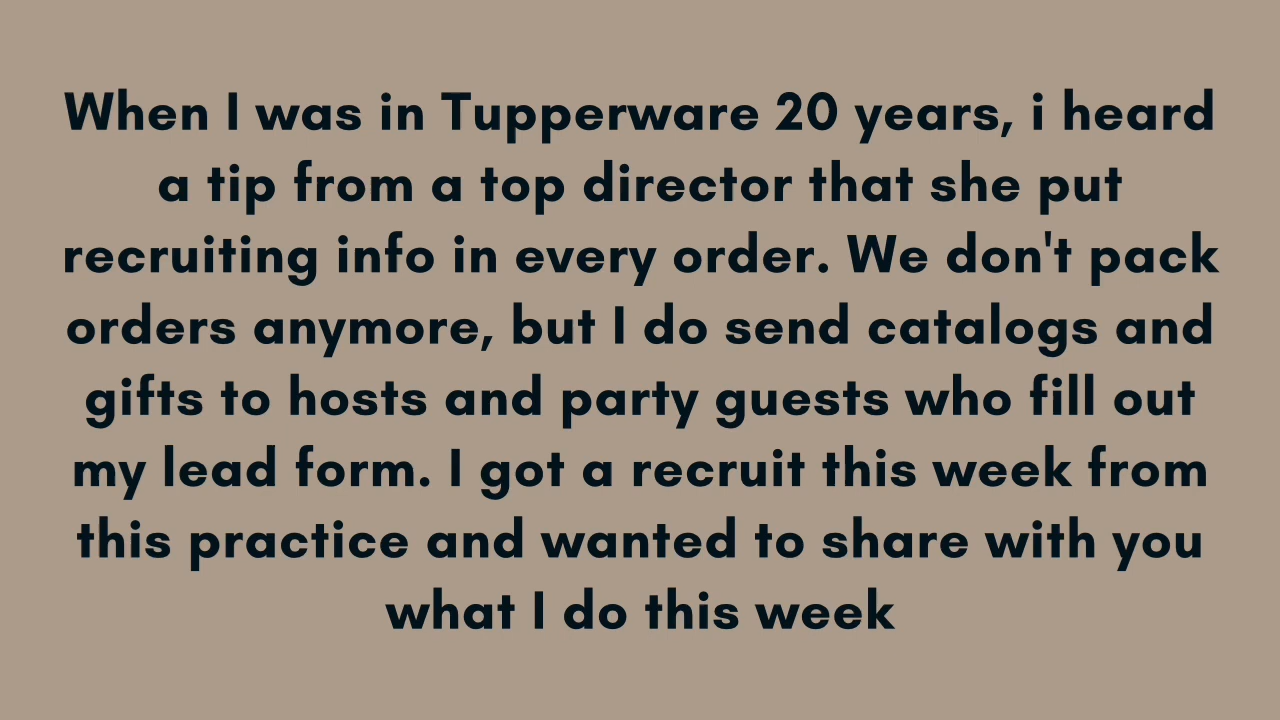 When I was in Tupperware 20 years, i heard
a tip from a top director that she put
recruiting info in every order. We don't pack
orders anymore, but I do send catalogs and
gifts to hosts and party guests who fill out
my lead form. I got a recruit this week from
this practice and wanted to share with you
what I do this week